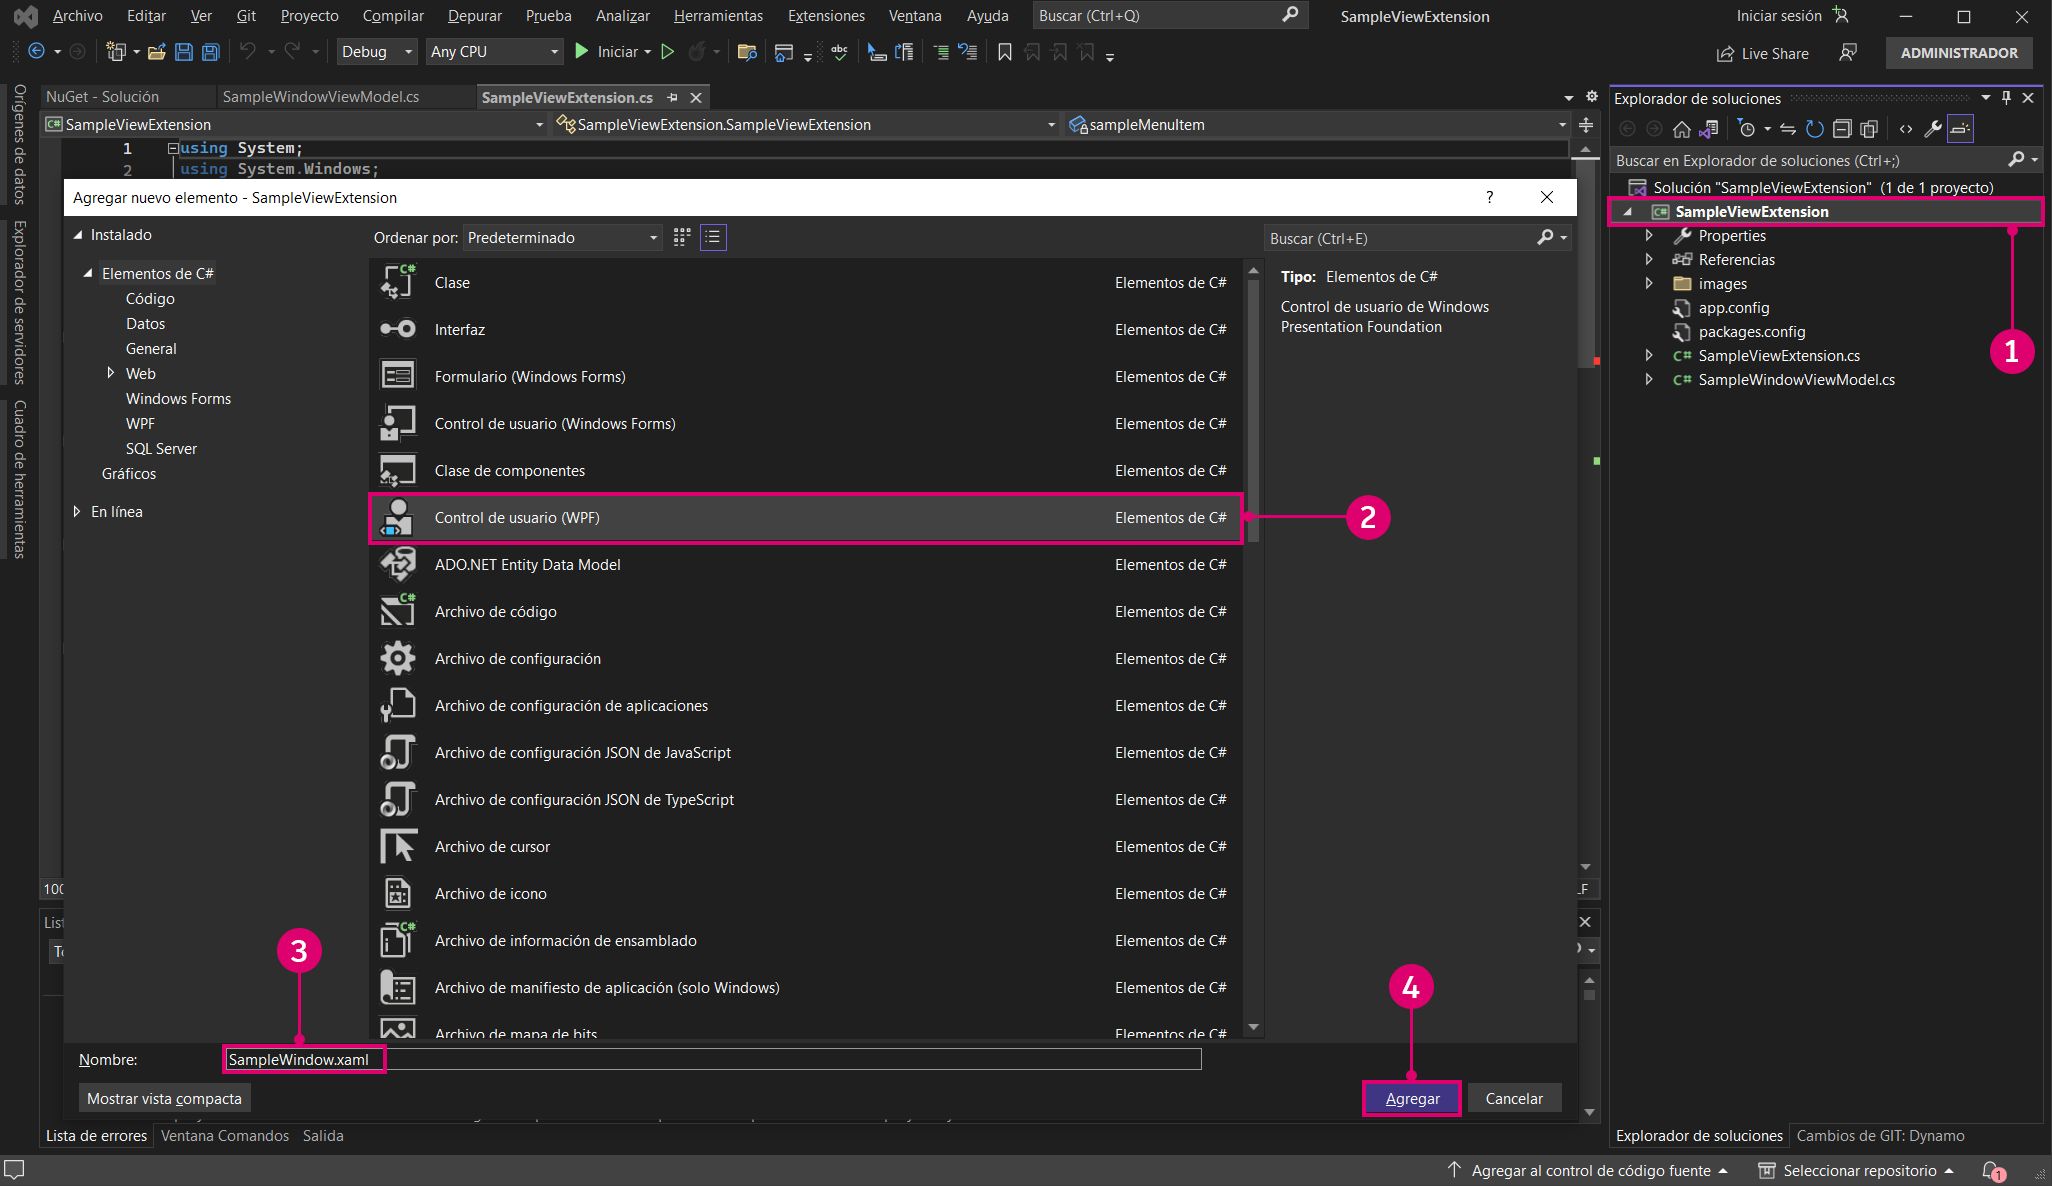 Archivo Editar Ver Git Proyecto Compilar Depurar Prueba Analizar Herramientas Extensiones Ventana Ayuda Buscar (Ctrl+Q) SampleViewExtension Iniciar sesión
Debug Any CPU Iniciar Live Share ADMINISTRADOR
Orígenes de datos
Explorador de servidores
Cuadro de herramientas
NuGet - Solución SampleWindowViewModel.cs SampleViewExtension.cs
SampleViewExtension SampleViewExtension.SampleViewExtension sampleMenuItem
1 using System;
2 using System.Windows;
Agregar nuevo elemento - SampleViewExtension ?
Instalado
Elementos de C#
Código
Datos
General
Web
Windows Forms
WPF
SQL Server
Gráficos
En línea
Ordenar por: Predeterminado
Buscar (Ctrl+E)
Clase Elementos de C#
Interfaz Elementos de C#
Formulario (Windows Forms) Elementos de C#
Control de usuario (Windows Forms) Elementos de C#
Clase de componentes Elementos de C#
Control de usuario (WPF) Elementos de C#
2
ADO.NET Entity Data Model Elementos de C#
Archivo de código Elementos de C#
Archivo de configuración Elementos de C#
Archivo de configuración de aplicaciones Elementos de C#
Archivo de configuración JSON de JavaScript Elementos de C#
Archivo de configuración JSON de TypeScript Elementos de C#
Archivo de cursor Elementos de C#
Archivo de icono Elementos de C#
Archivo de información de ensamblado Elementos de C#
Archivo de manifiesto de aplicación (solo Windows) Elementos de C#
Archivo de mapa de bits Elementos de C#
Tipo: Elementos de C#
Control de usuario de Windows
Presentation Foundation
3
4
Nombre: SampleWindow.xaml
Mostrar vista compacta
Agregar Cancelar
Explorador de soluciones
Buscar en Explorador de soluciones (Ctrl+;)
Solución "SampleViewExtension" (1 de 1 proyecto)
SampleViewExtension
Properties
Referencias
images
app.config
packages.config
SampleViewExtension.cs
SampleWindowViewModel.cs
1
100
Lista de errores Ventana Comandos Salida
Explorador de soluciones Cambios de GIT: Dynamo
Agregar al control de código fuente Seleccionar repositorio 1